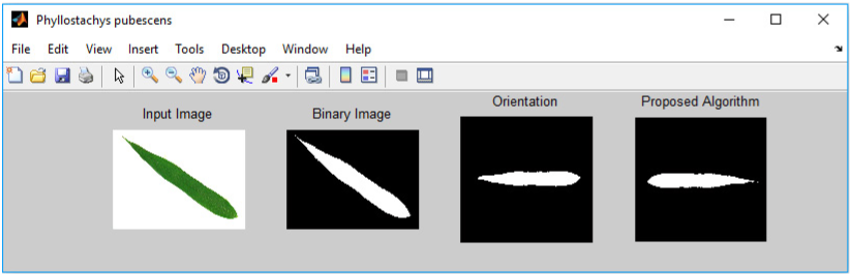 Phyllostachys pubescens
File Edit View Insert Tools Desktop Window Help
Input Image
Binary Image
Orientation
Proposed Algorithm